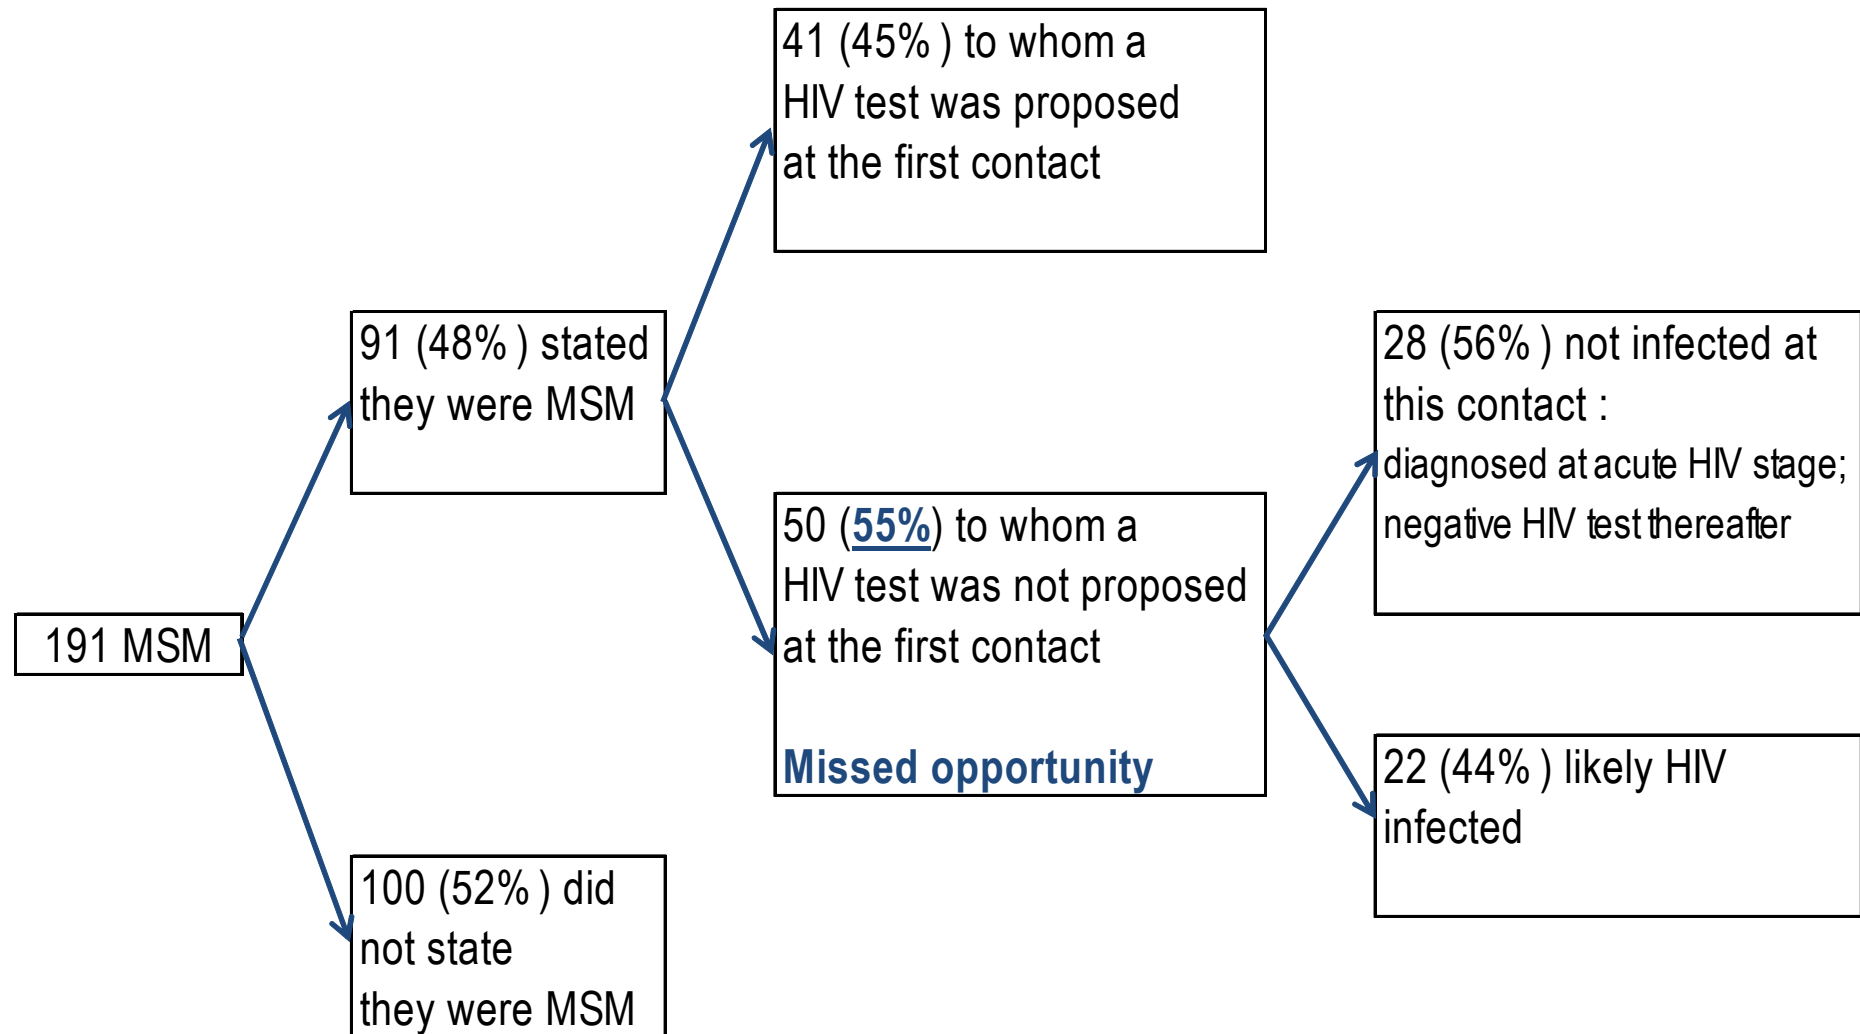 191 MSM
91 (48% ) stated
they were MSM
100 (52% ) did
not state
they were MSM
41 (45% ) to whom a
HIV test was proposed
at the first contact
50 (55%) to whom a
HIV test was not proposed
at the first contact
Missed opportunity
28 (56% ) not infected at
this contact :
diagnosed at acute HIV stage;
negative HIV test thereafter
22 (44% ) likely HIV
infected